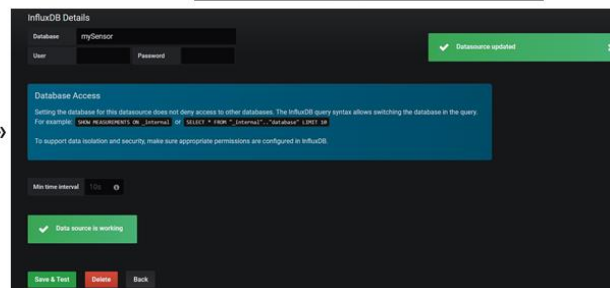 InfluxDB Details
Database mySensor
User Password
Datasource updated
Database Access
Setting the database for this datasource does not deny access to other databases. The InfluxDB query syntax allows switching the database in the query.
For example: SHOW MEASUREMENTS ON _internal or SELECT * FROM "_internal".."database" LIMIT 10
To support data isolation and security, make sure appropriate permissions are configured in InfluxDB.
»
Min time interval 10s
Data source is working
Save & Test Delete Back